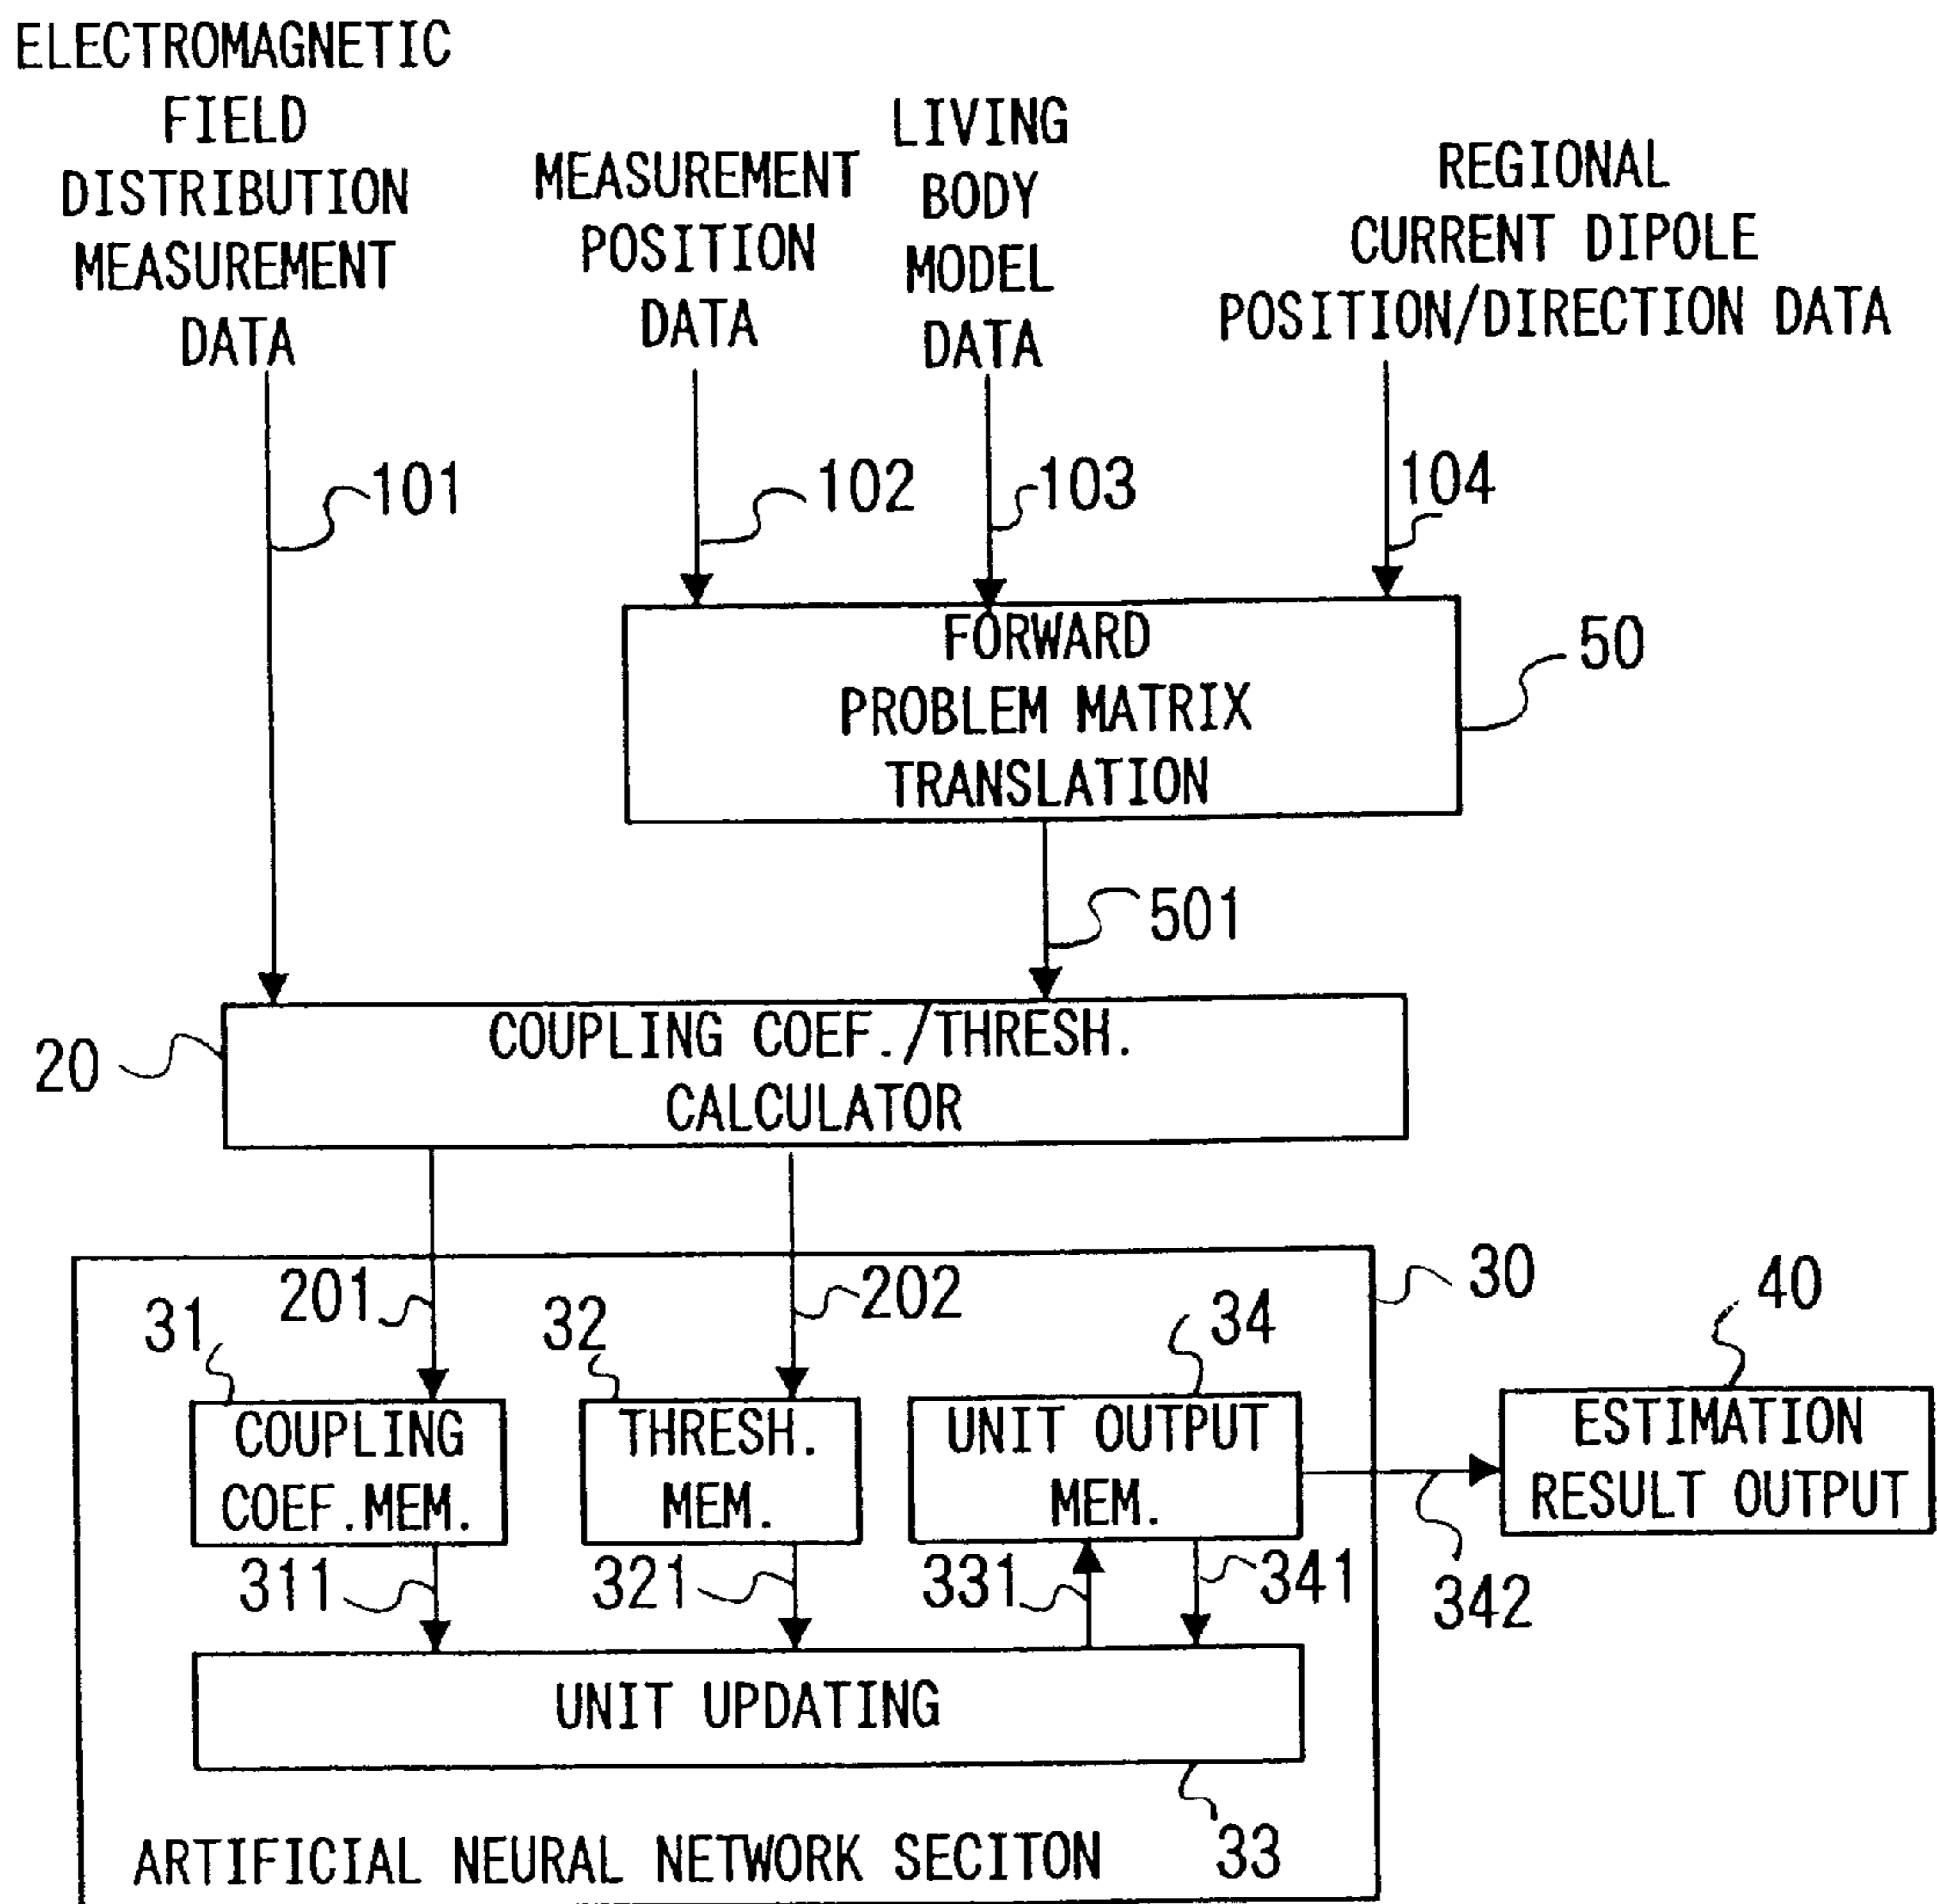 ELECTROMAGNETIC
FIELD
DISTRIBUTION
MEASUREMENT
DATA
MEASUREMENT
POSITION
DATA
LIVING
BODY
MODEL
DATA
REGIONAL
CURRENT DIPOLE
POSITION/DIRECTION DATA
101
102
103
104
FORWARD
PROBLEM MATRIX
TRANSLATION
50
501
20
COUPLING COEF./THRESH.
CALCULATOR
201
202
30
40
31
32
34
COUPLING
COEF.MEM.
THRESH.
MEM.
UNIT OUTPUT
MEM.
ESTIMATION
RESULT OUTPUT
311
321
331
341
342
UNIT UPDATING
33
ARTIFICIAL NEURAL NETWORK SECITON